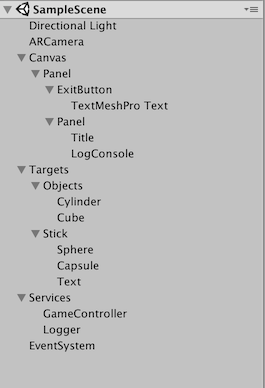 SampleScene
Directional Light
ARCamera
Canvas
Panel
ExitButton
TextMeshPro Text
Panel
Title
LogConsole
Targets
Objects
Cylinder
Cube
Stick
Sphere
Capsule
Text
Services
GameController
Logger
EventSystem